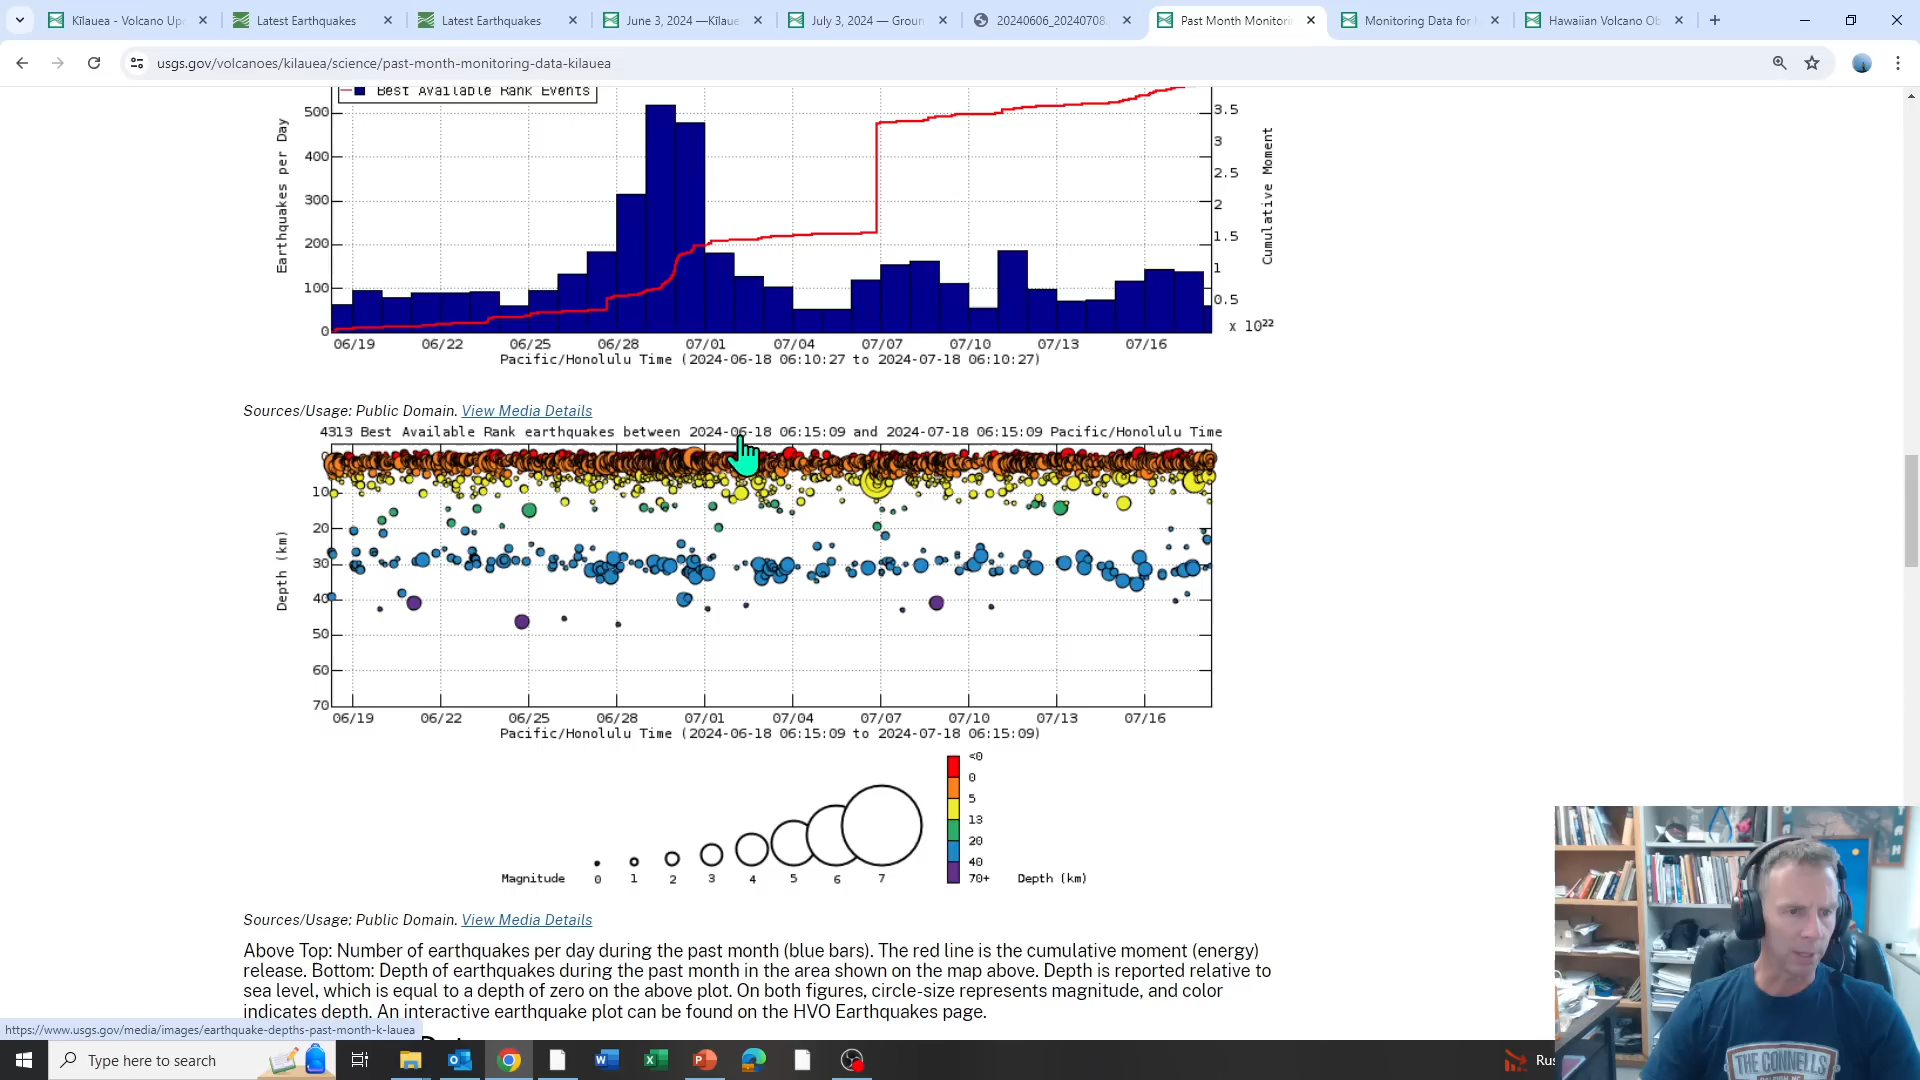 Kīlauea - Volcano Up
Latest Earthquakes
Latest Earthquakes
June 3, 2024 —Kīlaue
July 3, 2024 — Groun
20240606_20240708
Past Month Monitori
Monitoring Data for
Hawaiian Volcano Ob
usgs.gov/volcanoes/kilauea/science/past-month-monitoring-data-kilauea
Best Available Rank Events
Earthquakes per Day
500
400
300
200
100
0
3.5
3
2.5
2
1.5
1
0.5
x 10²²
Cumulative Moment
06/19 06/22 06/25 06/28 07/01 07/04 07/07 07/10 07/13 07/16
Pacific/Honolulu Time (2024-06-18 06:10:27 to 2024-07-18 06:10:27)
Sources/Usage: Public Domain. View Media Details
4313 Best Available Rank earthquakes between 2024-06-18 06:15:09 and 2024-07-18 06:15:09 Pacific/Honolulu Time
Depth (km)
0
10
20
30
40
50
60
70
06/19 06/22 06/25 06/28 07/01 07/04 07/07 07/10 07/13 07/16
Pacific/Honolulu Time (2024-06-18 06:15:09 to 2024-07-18 06:15:09)
Magnitude 0 1 2 3 4 5 6 7
<0
0
5
13
20
40
70+
Depth (km)
Sources/Usage: Public Domain. View Media Details
Above Top: Number of earthquakes per day during the past month (blue bars). The red line is the cumulative moment (energy)
release. Bottom: Depth of earthquakes during the past month in the area shown on the map above. Depth is reported relative to
sea level, which is equal to a depth of zero on the above plot. On both figures, circle-size represents magnitude, and color
indicates depth. An interactive earthquake plot can be found on the HVO Earthquakes page.
https://www.usgs.gov/media/images/earthquake-depths-past-month-k-lauea
Type here to search
Rus
THE CONNELLS